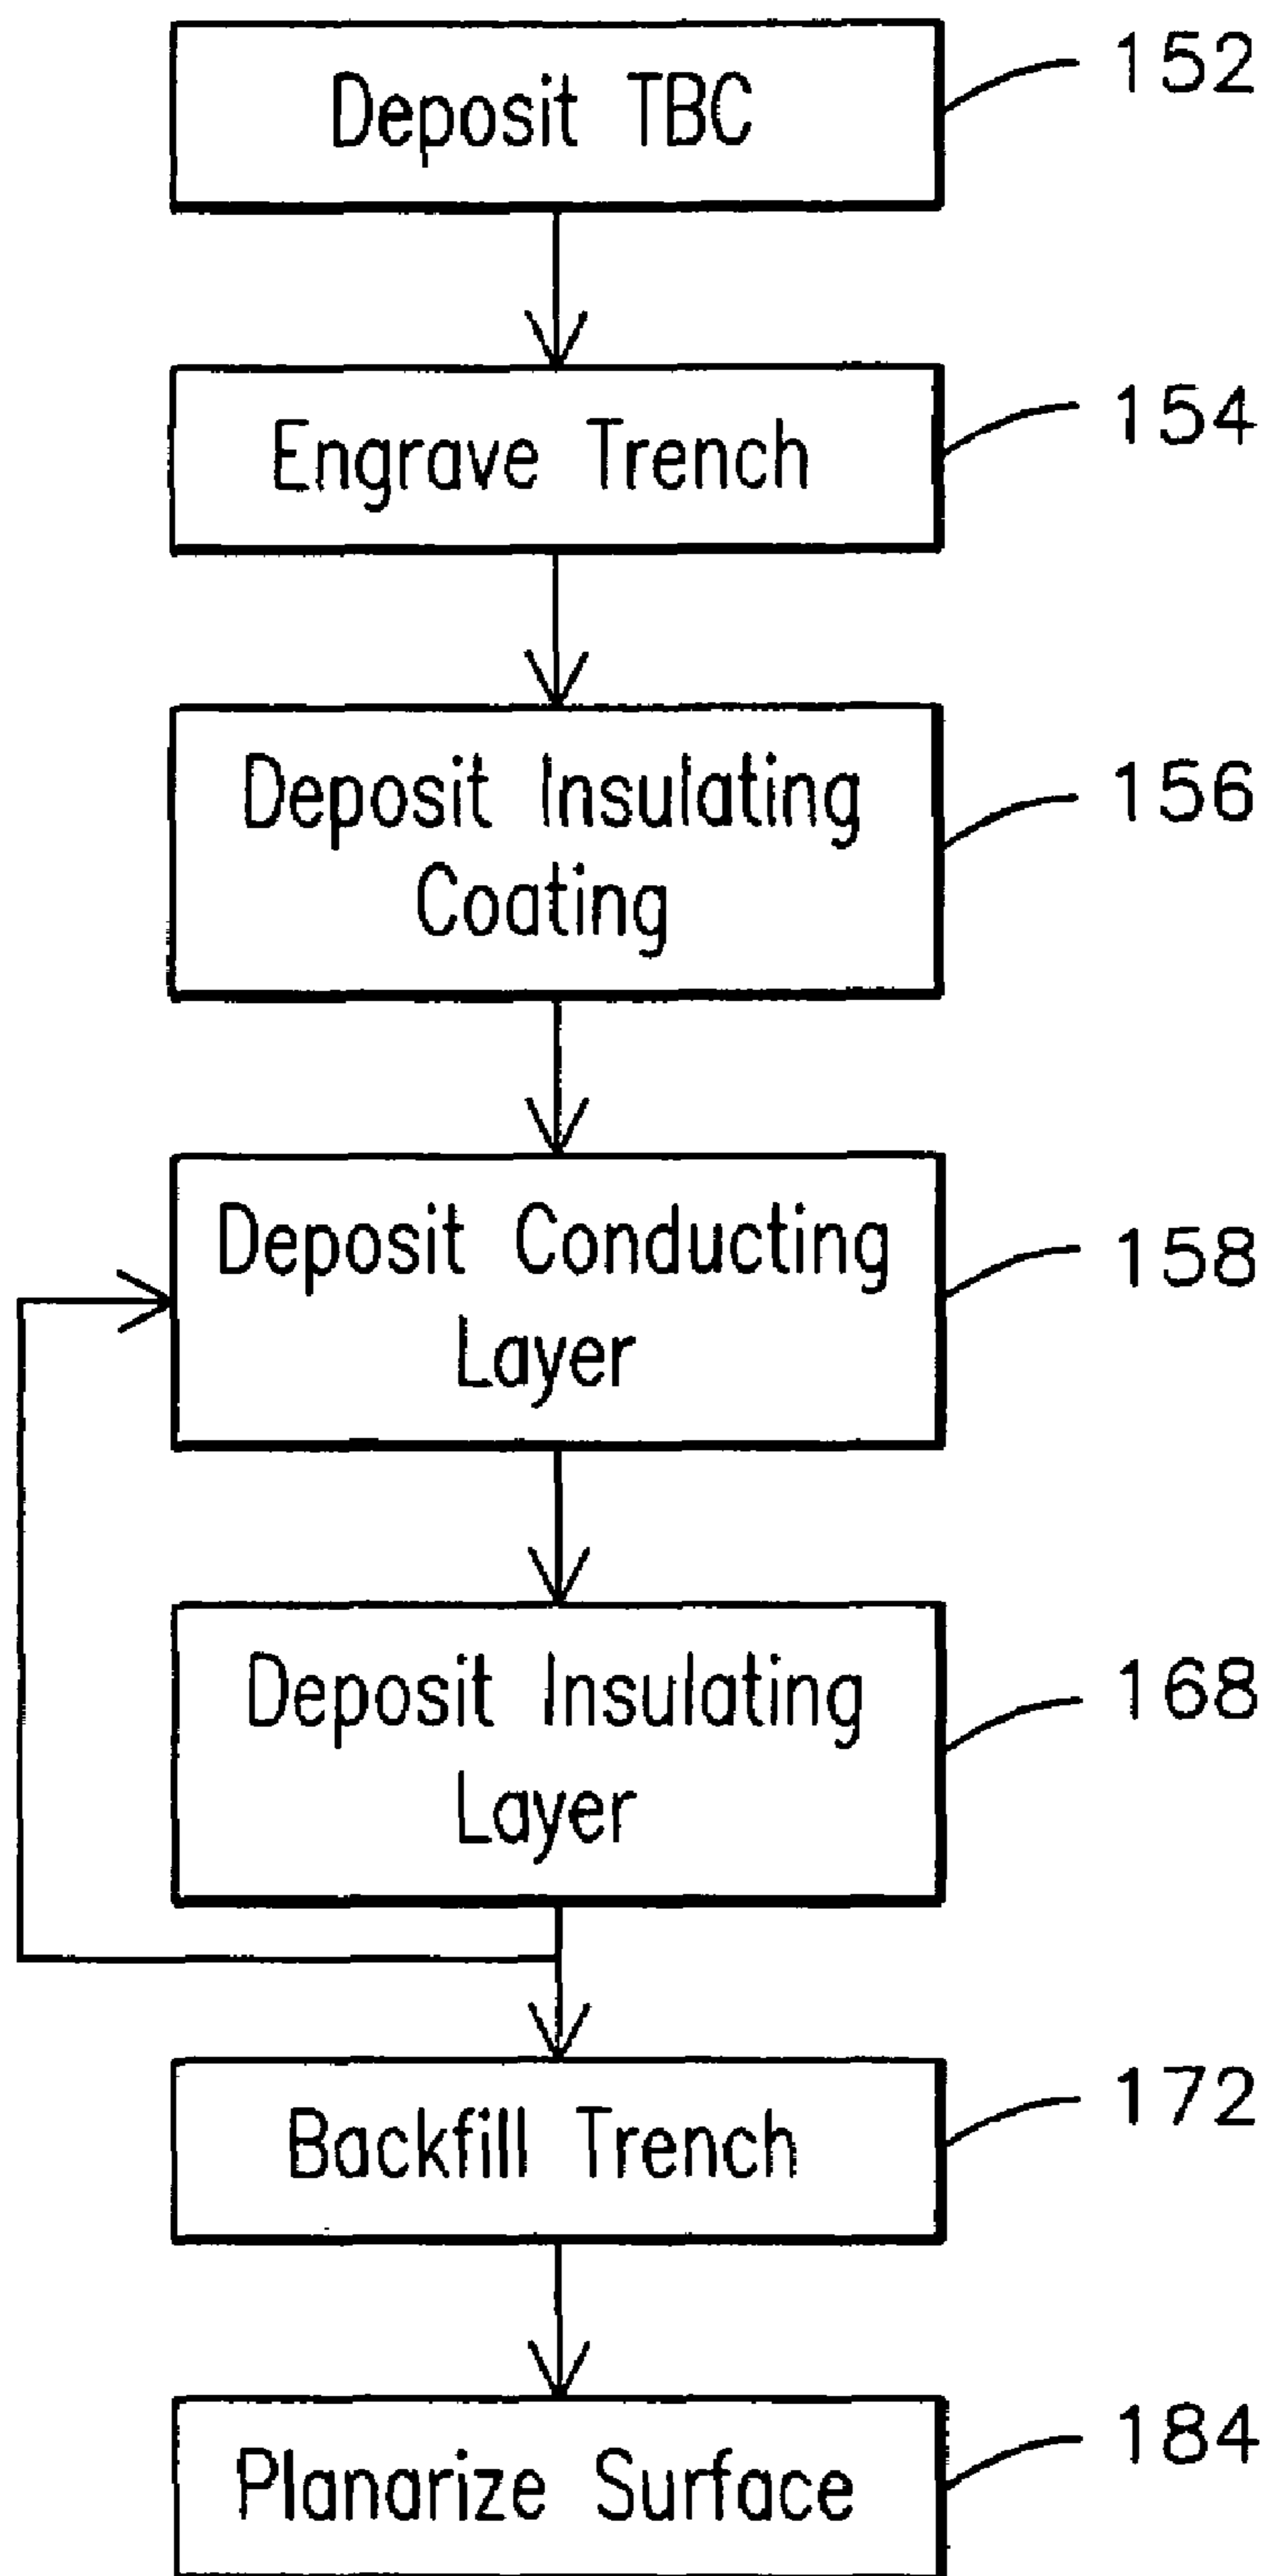 Deposit TBC
152
Engrave Trench
154
Deposit Insulating
Coating
156
Deposit Conducting
Layer
158
Deposit Insulating
Layer
168
Backfill Trench
172
Planarize Surface
184